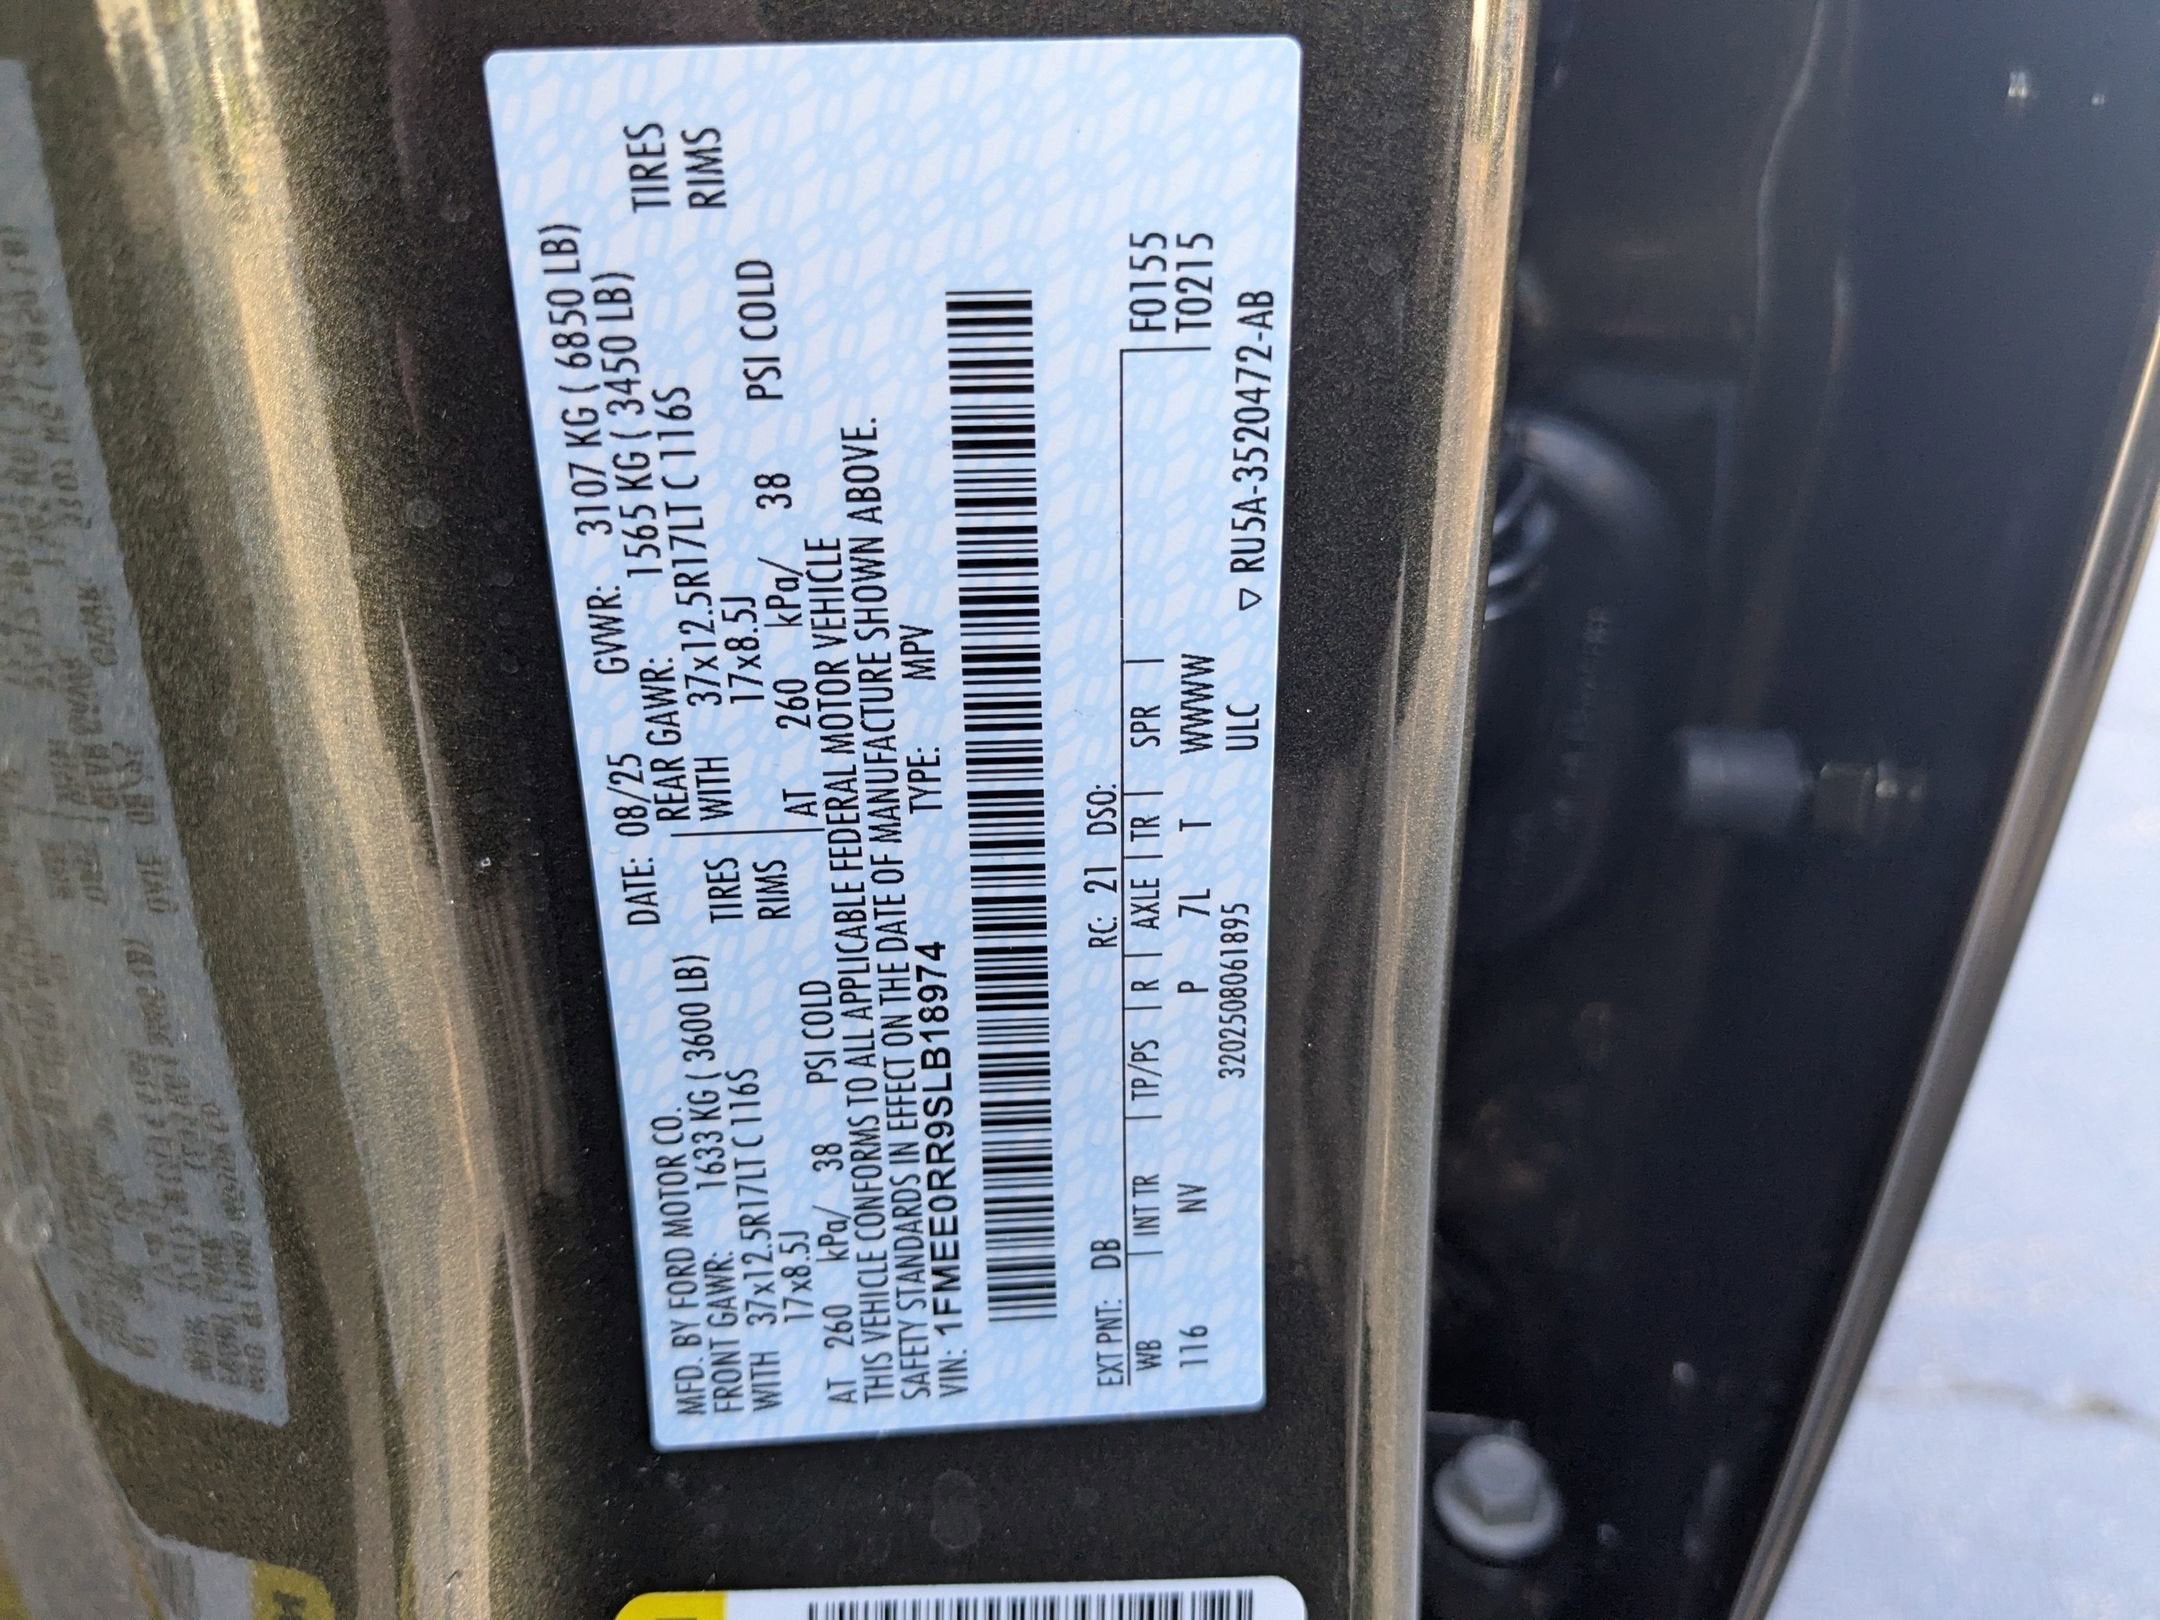 MFD. BY FORD MOTOR CO. DATE: 08/25 GVWR: 3107 KG ( 6850 LB)
FRONT GAWR: 1633 KG ( 3600 LB) REAR GAWR: 1565 KG ( 3450 LB)
WITH 37x12.5R17LT C 116S TIRES WITH 37x12.5R17LT C 116S TIRES
17x8.5J RIMS 17x8.5J RIMS
AT 260 kPa/ 38 PSI COLD AT 260 kPa/ 38 PSI COLD
THIS VEHICLE CONFORMS TO ALL APPLICABLE FEDERAL MOTOR VEHICLE
SAFETY STANDARDS IN EFFECT ON THE DATE OF MANUFACTURE SHOWN ABOVE.
VIN: 1FMEE0RR9SLB18974 TYPE: MPV
EXT PNT: DB RC: 21 DSO:
WB | INT TR | TP/PS | R | AXLE | TR | SPR | F0155
116 NV P 7L T WWWW T0215
320250806 1895 ULC ▽ RU5A-3520472-AB